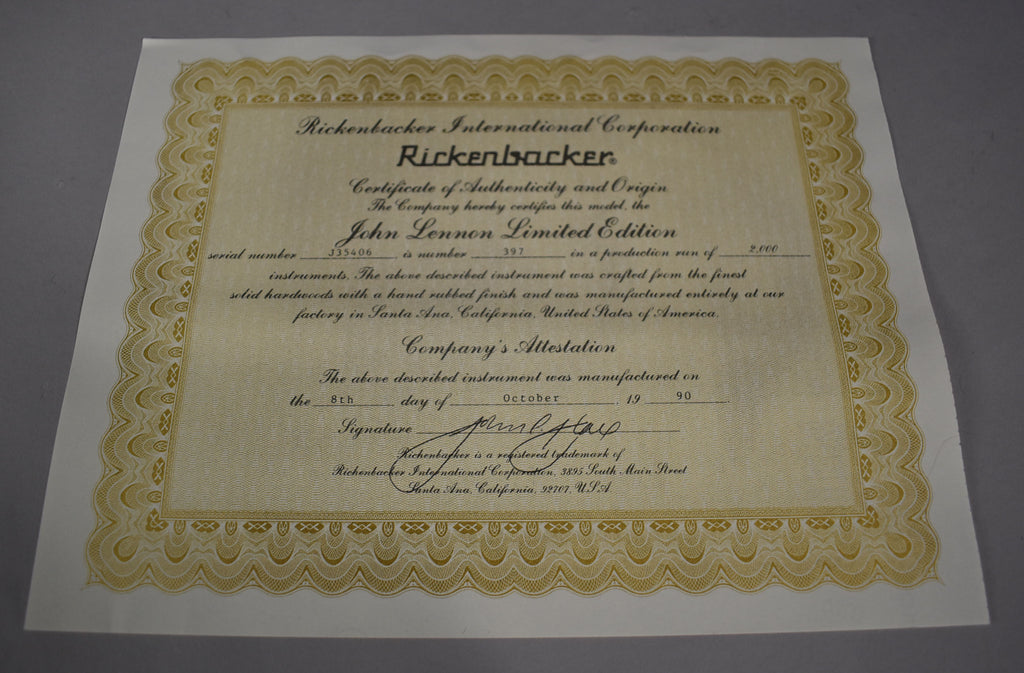 Rickenbacker International Corporation
Rickenbacker®
Certificate of Authenticity and Origin
The Company hereby certifies this model, the
John Lennon Limited Edition
serial number J35406 is number 397 in a production run of 2,000
instruments. The above described instrument was crafted from the finest
solid hardwoods with a hand rubbed finish and was manufactured entirely at our
factory in Santa Ana, California, United States of America.
Company's Attestation
The above described instrument was manufactured on
the 8th day of October, 19 90
Signature
Rickenbacker is a registered trademark of
Rickenbacker International Corporation, 3895 South Main Street
Santa Ana, California, 92707, U.S.A.